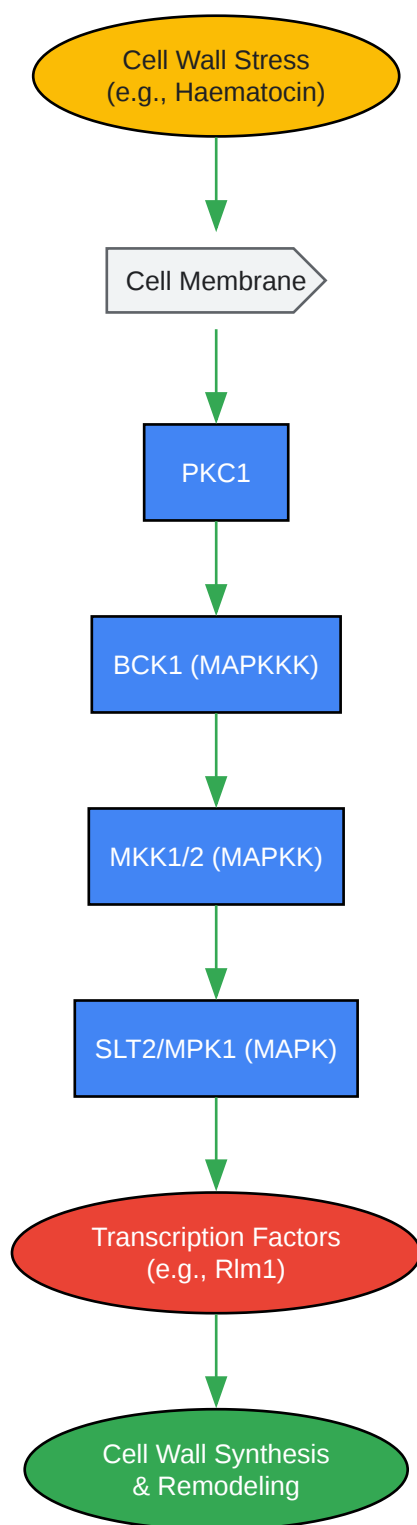 Cell Wall Stress
(e.g., Haematocin)
Cell Membrane
PKC1
BCK1 (MAPKKK)
MKK1/2 (MAPKK)
SLT2/MPK1 (MAPK)
Transcription Factors
(e.g., Rlm1)
Cell Wall Synthesis
& Remodeling